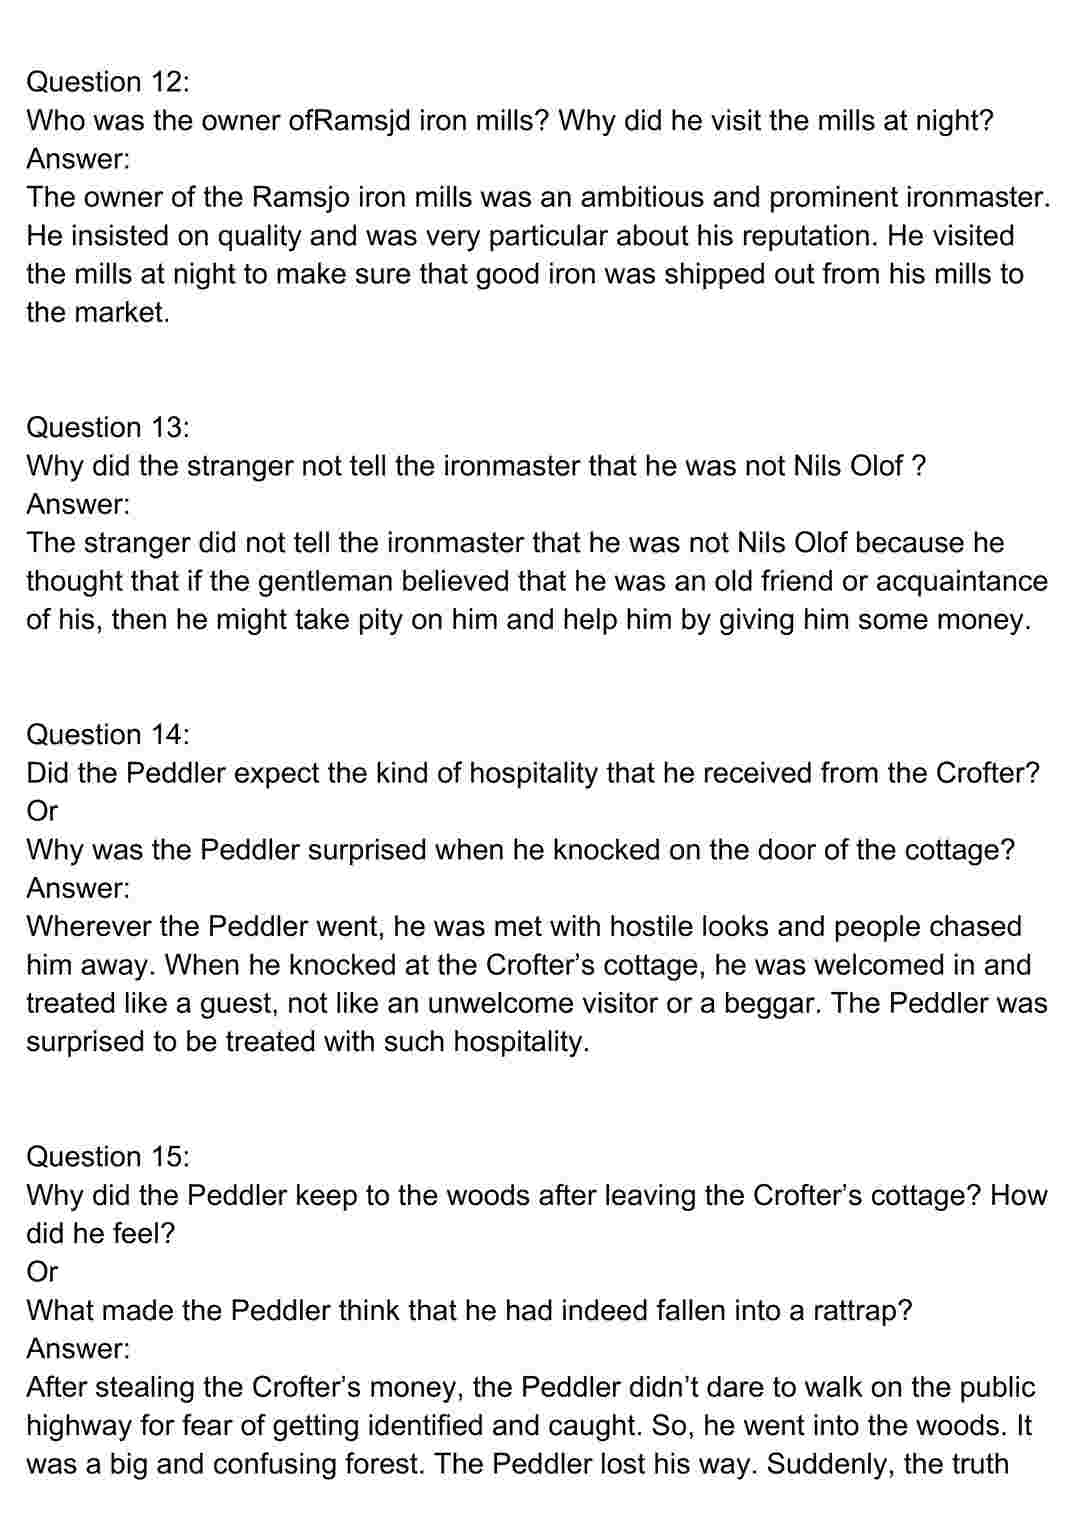 Question 12:
Who was the owner ofRamsjd iron mills? Why did he visit the mills at night?
Answer:
The owner of the Ramsjo iron mills was an ambitious and prominent ironmaster.
He insisted on quality and was very particular about his reputation. He visited
the mills at night to make sure that good iron was shipped out from his mills to
the market.
Question 13:
Why did the stranger not tell the ironmaster that he was not Nils Olof ?
Answer:
The stranger did not tell the ironmaster that he was not Nils Olof because he
thought that if the gentleman believed that he was an old friend or acquaintance
of his, then he might take pity on him and help him by giving him some money.
Question 14:
Did the Peddler expect the kind of hospitality that he received from the Crofter?
Or
Why was the Peddler surprised when he knocked on the door of the cottage?
Answer:
Wherever the Peddler went, he was met with hostile looks and people chased
him away. When he knocked at the Crofter’s cottage, he was welcomed in and
treated like a guest, not like an unwelcome visitor or a beggar. The Peddler was
surprised to be treated with such hospitality.
Question 15:
Why did the Peddler keep to the woods after leaving the Crofter’s cottage? How
did he feel?
Or
What made the Peddler think that he had indeed fallen into a rattrap?
Answer:
After stealing the Crofter’s money, the Peddler didn’t dare to walk on the public
highway for fear of getting identified and caught. So, he went into the woods. It
was a big and confusing forest. The Peddler lost his way. Suddenly, the truth